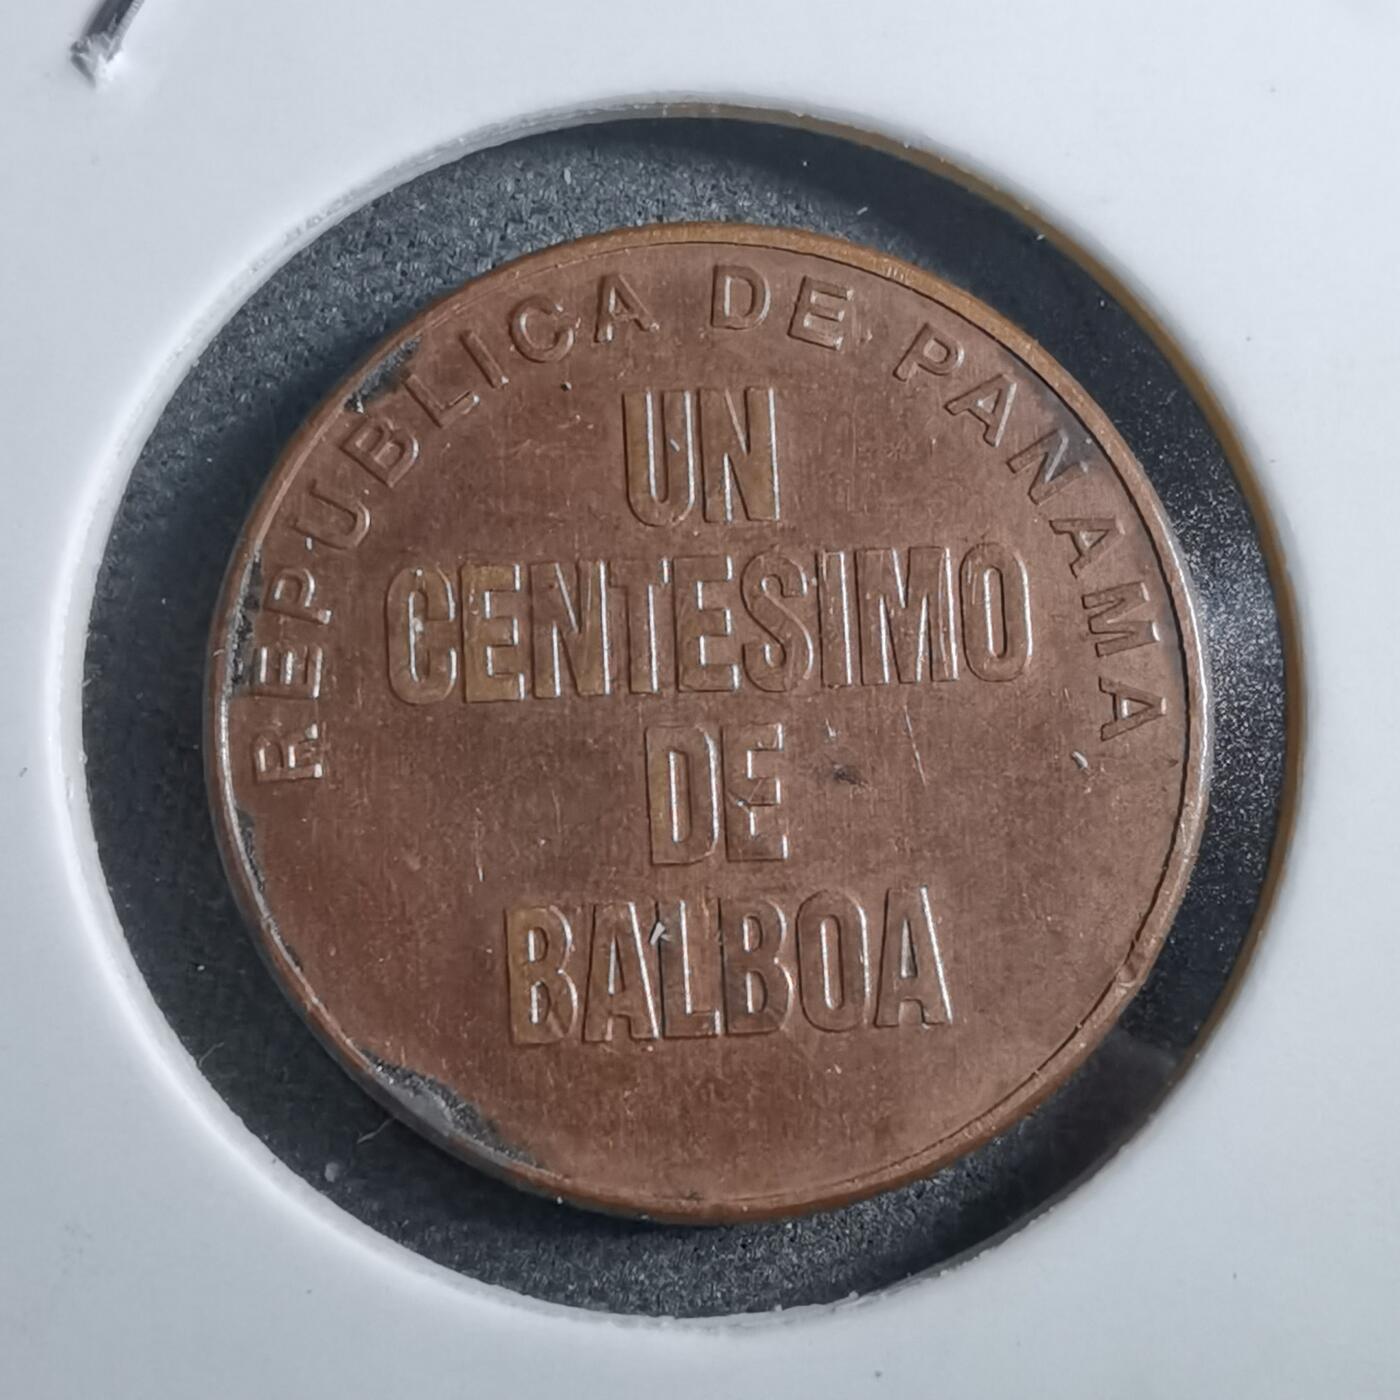 REPUBLICA DE PANAMA
UN
CENTESIMO
DE
BALBOA